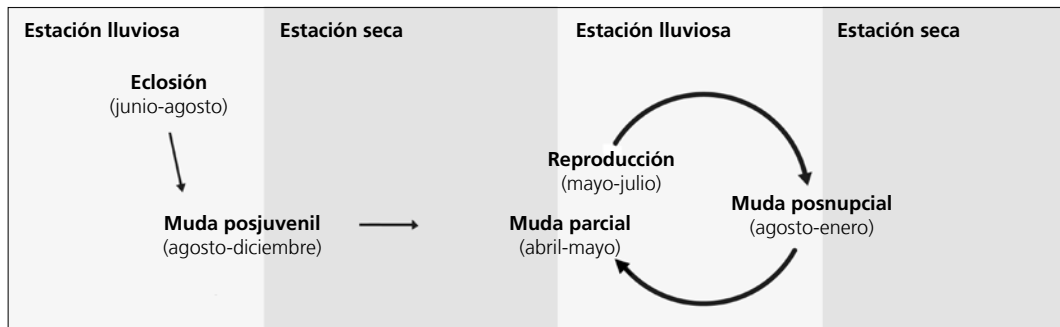 Estación lluviosa
Estación seca
Estación lluviosa
Estación seca
Eclosión
(junio-agosto)
Reproducción
(mayo-julio)
Muda posjuvenil
(agosto-diciembre)
Muda parcial
(abril-mayo)
Muda posnupcial
(agosto-enero)